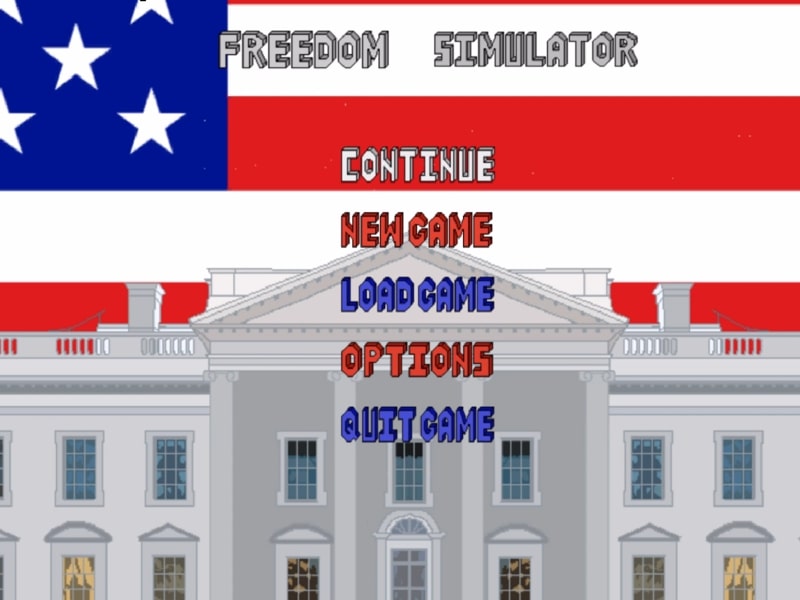 FREEDOM SIMULATOR
CONTINUE
NEW GAME
LOAD GAME
OPTIONS
QUIT GAME